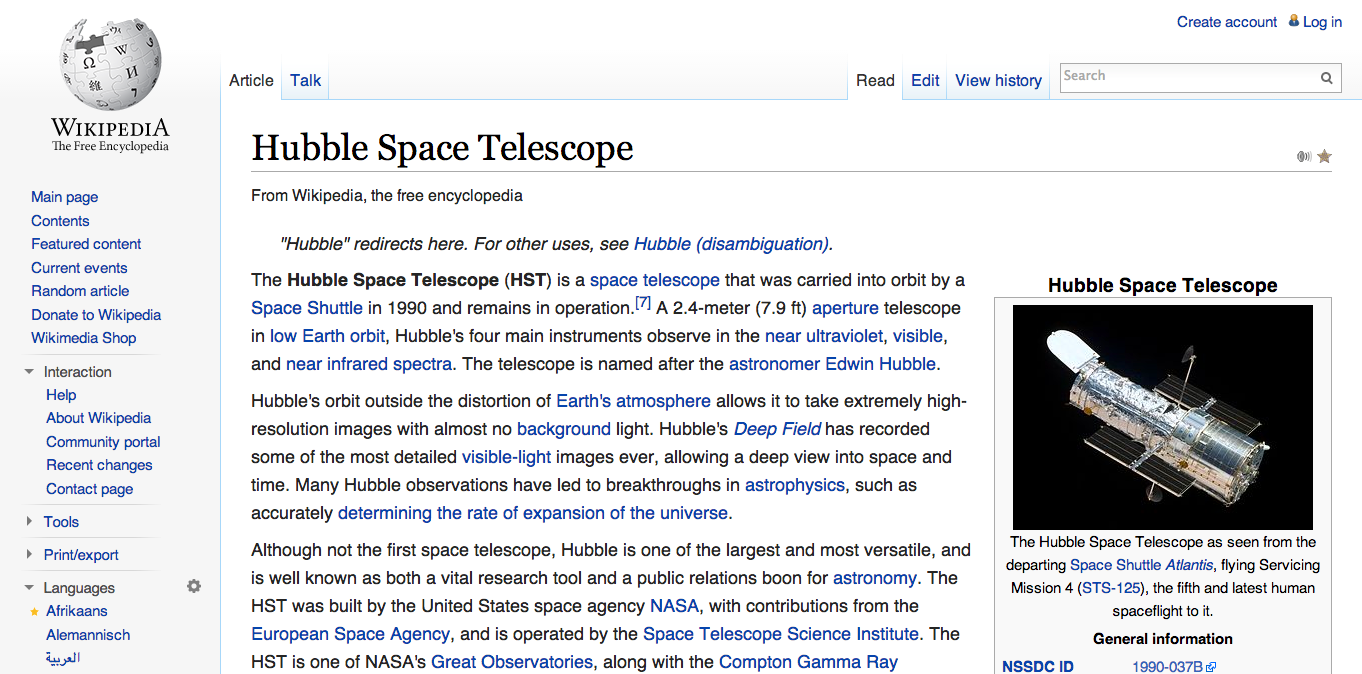 Create account Log in
Article Talk Read Edit View history Search
WIKIPEDIA
The Free Encyclopedia
Main page
Contents
Featured content
Current events
Random article
Donate to Wikipedia
Wikimedia Shop
Interaction
Help
About Wikipedia
Community portal
Recent changes
Contact page
Tools
Print/export
Languages
Afrikaans
Alemannisch
العربية
Hubble Space Telescope
From Wikipedia, the free encyclopedia
"Hubble" redirects here. For other uses, see Hubble (disambiguation).
The Hubble Space Telescope (HST) is a space telescope that was carried into orbit by a
Space Shuttle in 1990 and remains in operation.[7] A 2.4-meter (7.9 ft) aperture telescope
in low Earth orbit, Hubble's four main instruments observe in the near ultraviolet, visible,
and near infrared spectra. The telescope is named after the astronomer Edwin Hubble.
Hubble's orbit outside the distortion of Earth's atmosphere allows it to take extremely high-
resolution images with almost no background light. Hubble's Deep Field has recorded
some of the most detailed visible-light images ever, allowing a deep view into space and
time. Many Hubble observations have led to breakthroughs in astrophysics, such as
accurately determining the rate of expansion of the universe.
Although not the first space telescope, Hubble is one of the largest and most versatile, and
is well known as both a vital research tool and a public relations boon for astronomy. The
HST was built by the United States space agency NASA, with contributions from the
European Space Agency, and is operated by the Space Telescope Science Institute. The
HST is one of NASA's Great Observatories, along with the Compton Gamma Ray
Hubble Space Telescope
The Hubble Space Telescope as seen from the
departing Space Shuttle Atlantis, flying Servicing
Mission 4 (STS-125), the fifth and latest human
spaceflight to it.
General information
NSSDC ID 1990-037B